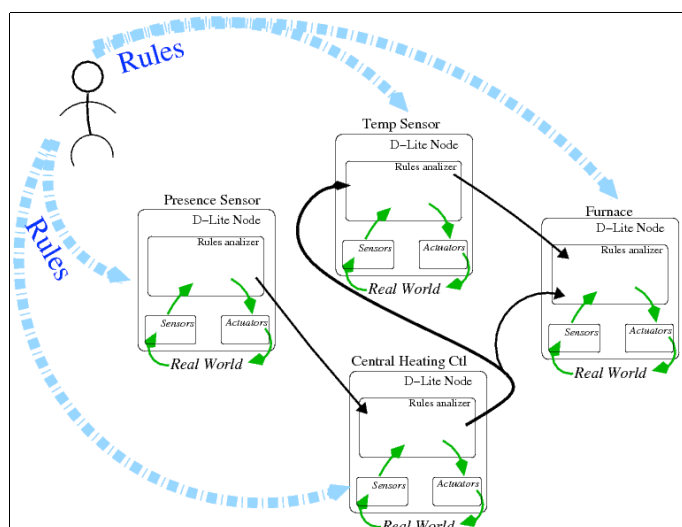 Rules
Rules
Temp Sensor
D-Lite Node
Rules analizer
Sensors
Actuators
Real World
Presence Sensor
D-Lite Node
Rules analizer
Sensors
Actuators
Real World
Furnace
D-Lite Node
Rules analizer
Sensors
Actuators
Real World
Central Heating Ctl
D-Lite Node
Rules analizer
Sensors
Actuators
Real World